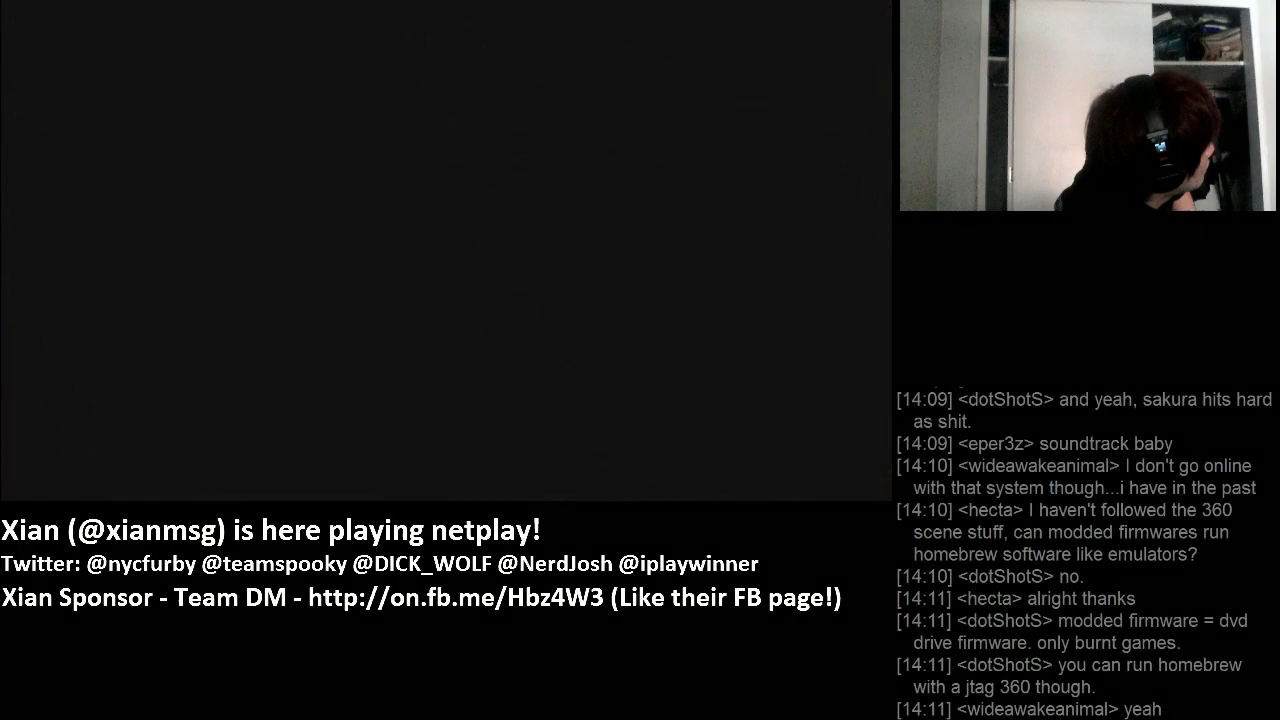 [14:09] <dotShotS> and yeah, sakura hits hard
as shit.
[14:09] <eper3z> soundtrack baby
[14:10] <wideawakeanimal> I don't go online
with that system though...i have in the past
[14:10] <hecta> I haven't followed the 360
scene stuff, can modded firmwares run
homebrew software like emulators?
[14:10] <dotShotS> no.
[14:11] <hecta> alright thanks
[14:11] <dotShotS> modded firmware = dvd
drive firmware. only burnt games.
[14:11] <dotShotS> you can run homebrew
with a jtag 360 though.
[14:11] <wideawakeanimal> yeah
Xian (@xianmsg) is here playing netplay!
Twitter: @nycfurby @teamspooky @DICK_WOLF @NerdJosh @iplaywinner
Xian Sponsor - Team DM - http://on.fb.me/Hbz4W3 (Like their FB page!)